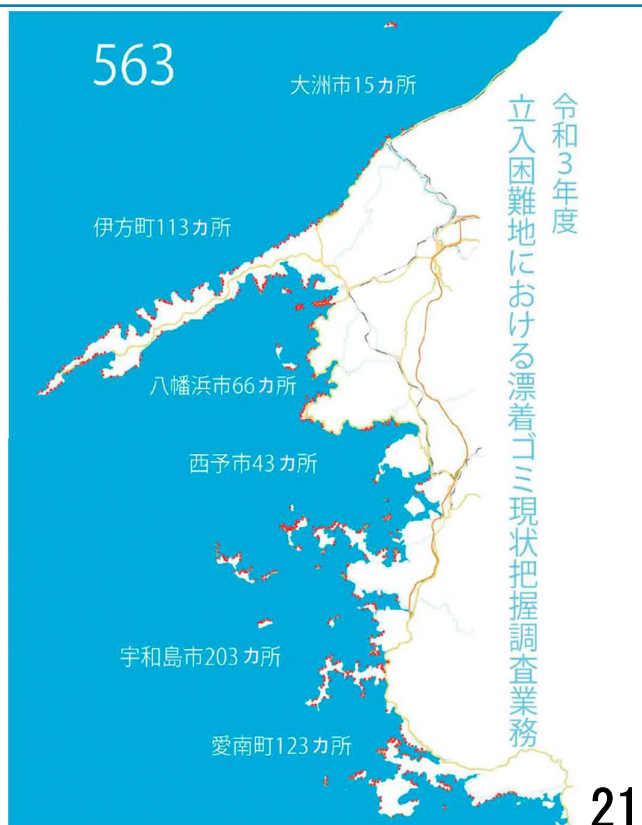 563
大洲市15カ所
令和3年度
立入困難地における漂着ゴミ現状把握調査業務
伊方町113カ所
八幡浜市66カ所
西予市43カ所
宇和島市203カ所
愛南町123カ所
21